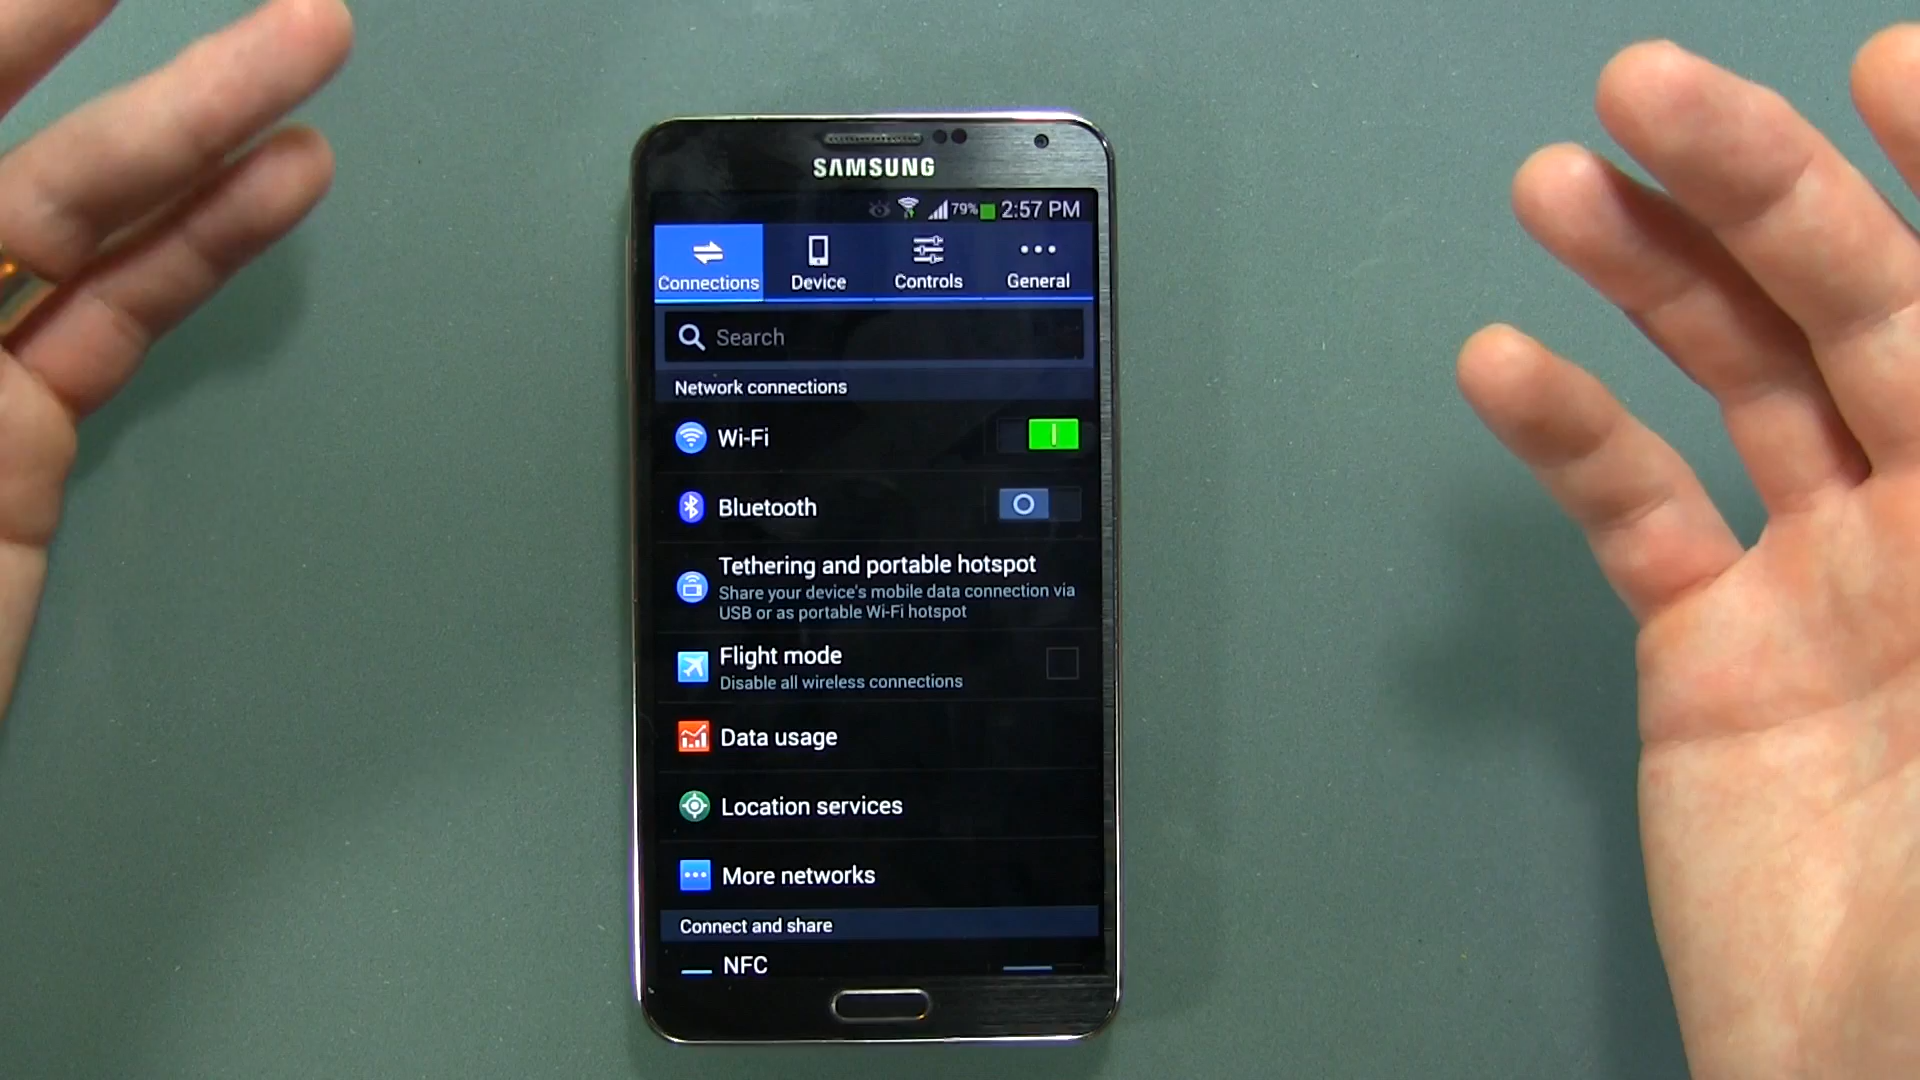 SAMSUNG
79% 2:57 PM
Connections Device Controls General
Search
Network connections
Wi-Fi
Bluetooth
Tethering and portable hotspot
Share your device's mobile data connection via
USB or as portable Wi-Fi hotspot
Flight mode
Disable all wireless connections
Data usage
Location services
More networks
Connect and share
NFC